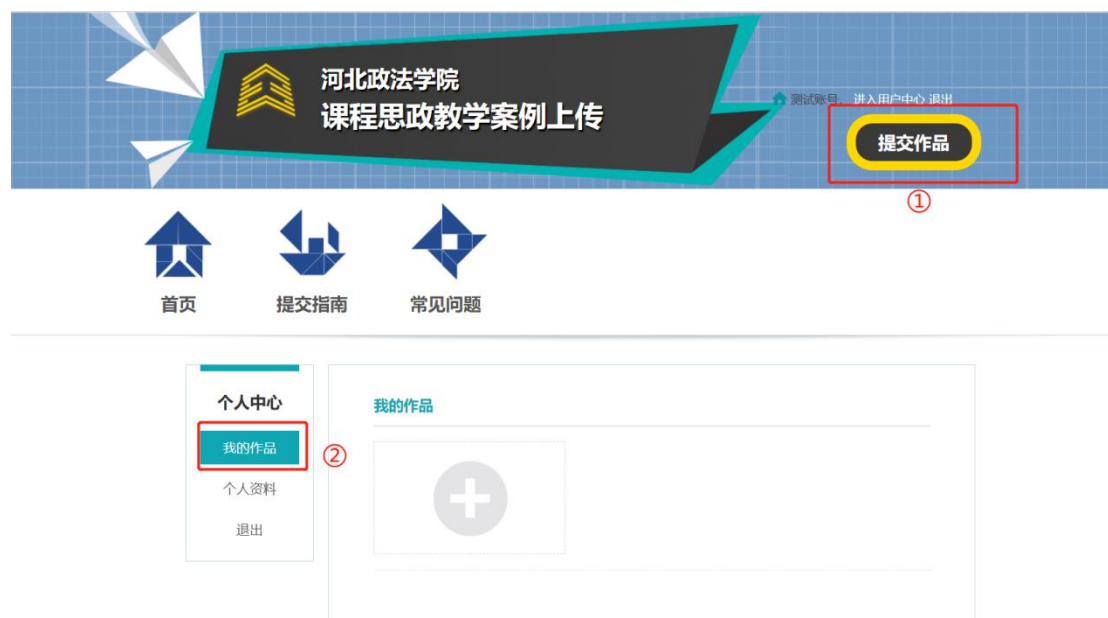 河北政法学院
课程思政教学案例上传
测试账号， 进入用户中心 退出
提交作品
①
首页 提交指南 常见问题
个人中心
我的作品
我的作品
②
个人资料
退出